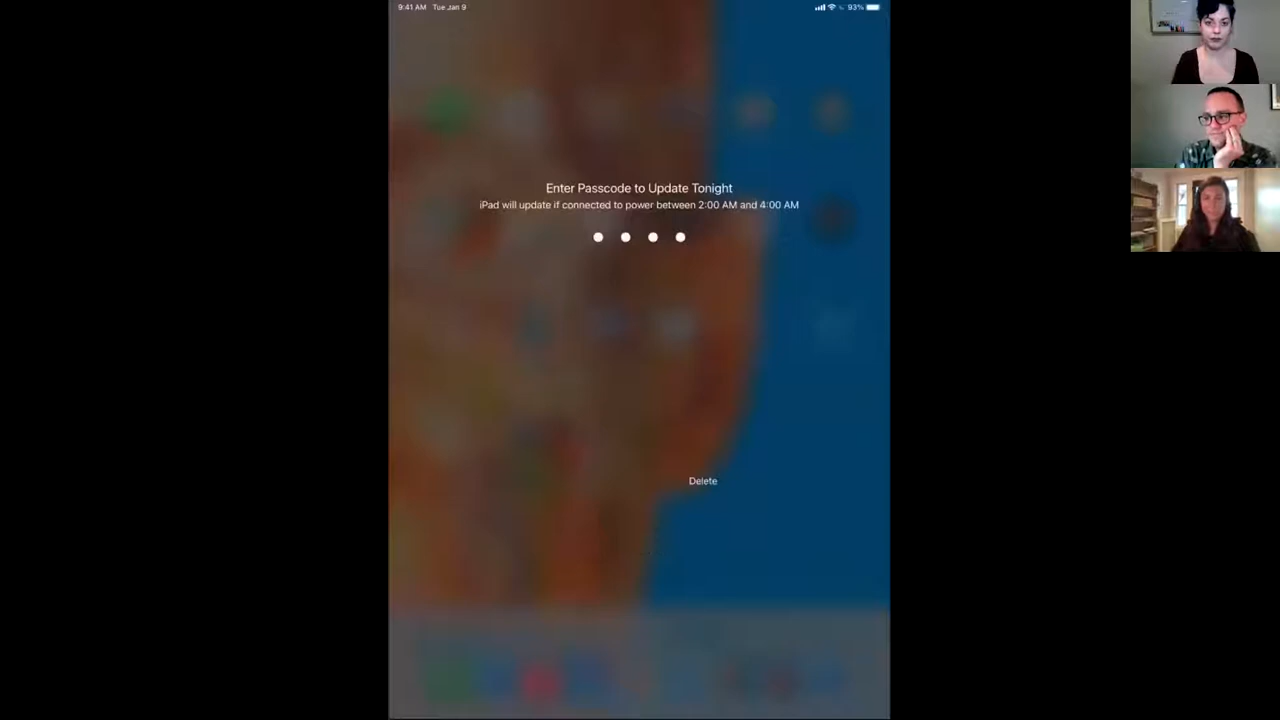 9:41 AM Tue Jan 9
93%
Enter Passcode to Update Tonight
iPad will update if connected to power between 2:00 AM and 4:00 AM
Delete